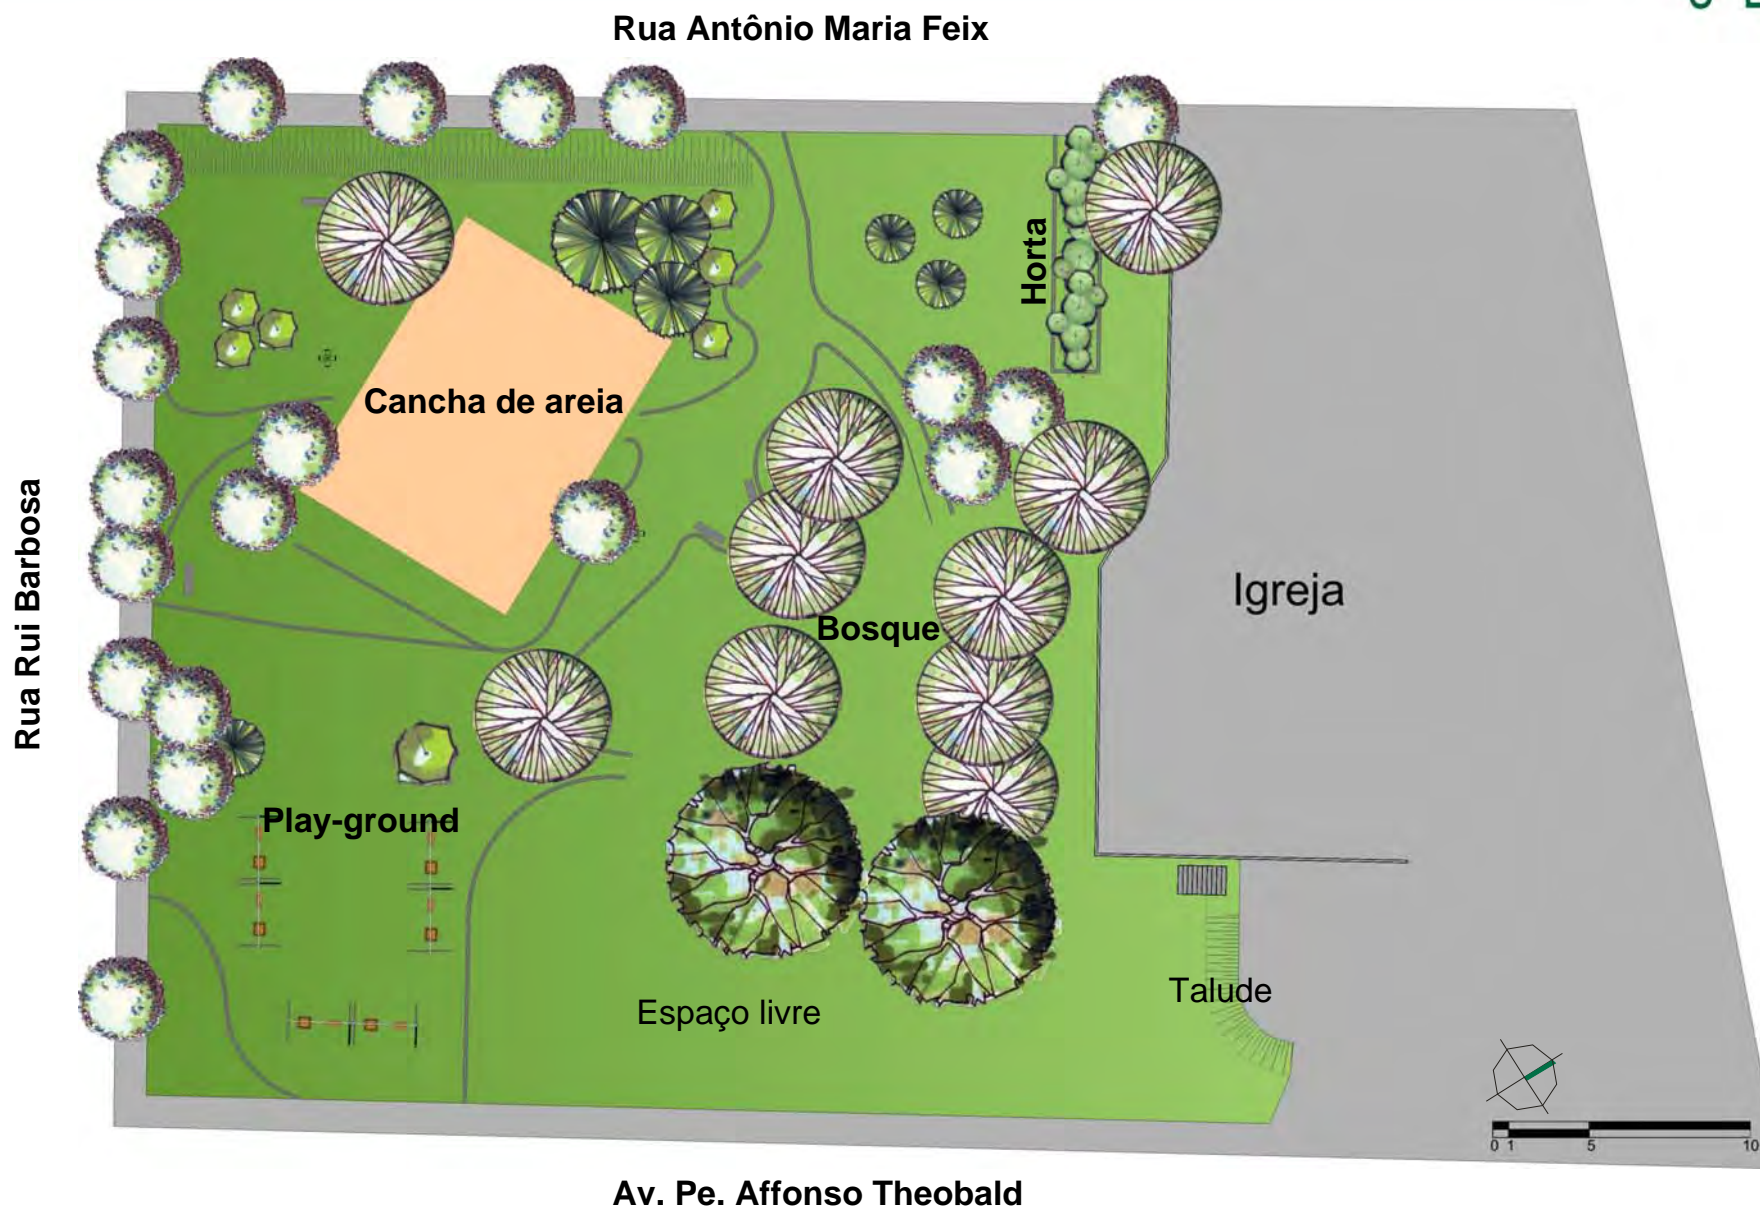 Rua Antônio Maria Feix
Horta
Cancha de areia
Rua Rui Barbosa
Igreja
Bosque
Play-ground
Talude
Espaço livre
0 1 5 10
Av. Pe. Affonso Theobald